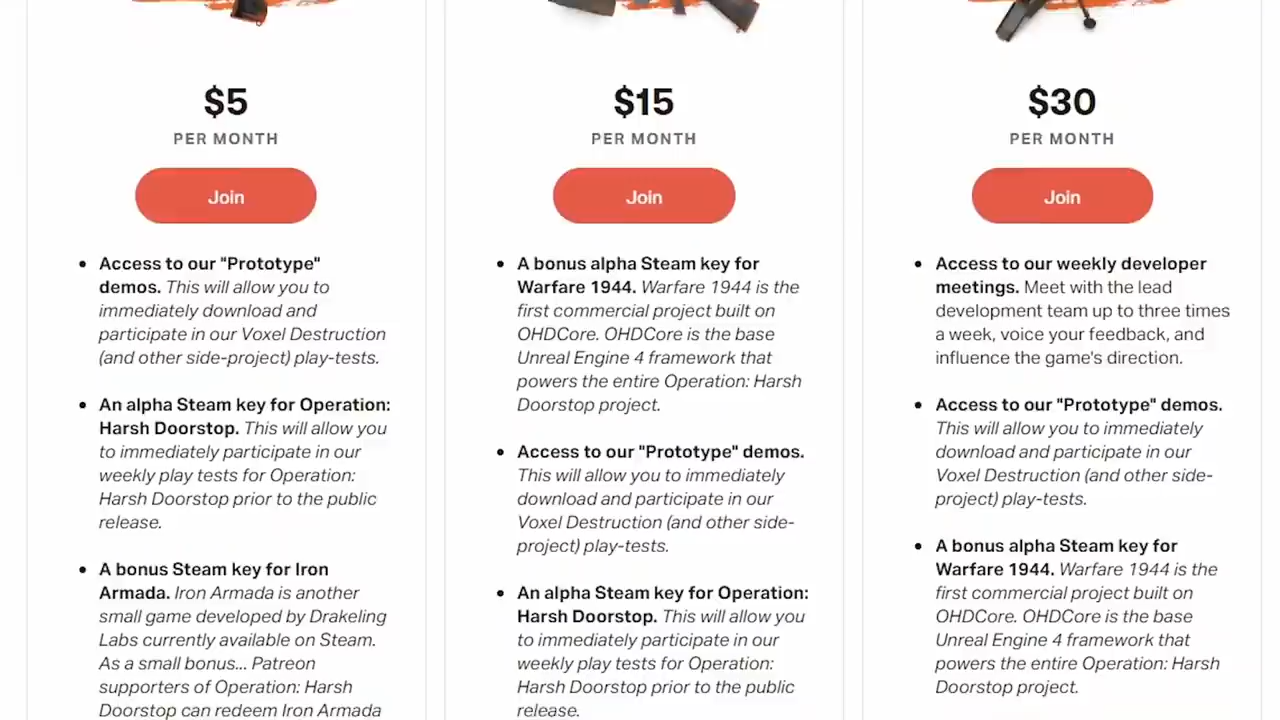 $5
PER MONTH
Join
Access to our "Prototype"
demos. This will allow you to
immediately download and
participate in our Voxel Destruction
(and other side-project) play-tests.
An alpha Steam key for Operation:
Harsh Doorstop. This will allow you
to immediately participate in our
weekly play tests for Operation:
Harsh Doorstop prior to the public
release.
A bonus Steam key for Iron
Armada. Iron Armada is another
small game developed by Drakeling
Labs currently available on Steam.
As a small bonus... Patreon
supporters of Operation: Harsh
Doorstop can redeem Iron Armada
$15
PER MONTH
Join
A bonus alpha Steam key for
Warfare 1944. Warfare 1944 is the
first commercial project built on
OHDCore. OHDCore is the base
Unreal Engine 4 framework that
powers the entire Operation: Harsh
Doorstop project.
Access to our "Prototype" demos.
This will allow you to immediately
download and participate in our
Voxel Destruction (and other side-
project) play-tests.
An alpha Steam key for Operation:
Harsh Doorstop. This will allow you
to immediately participate in our
weekly play tests for Operation:
Harsh Doorstop prior to the public
release.
$30
PER MONTH
Join
Access to our weekly developer
meetings. Meet with the lead
development team up to three times
a week, voice your feedback, and
influence the game's direction.
Access to our "Prototype" demos.
This will allow you to immediately
download and participate in our
Voxel Destruction (and other side-
project) play-tests.
A bonus alpha Steam key for
Warfare 1944. Warfare 1944 is the
first commercial project built on
OHDCore. OHDCore is the base
Unreal Engine 4 framework that
powers the entire Operation: Harsh
Doorstop project.